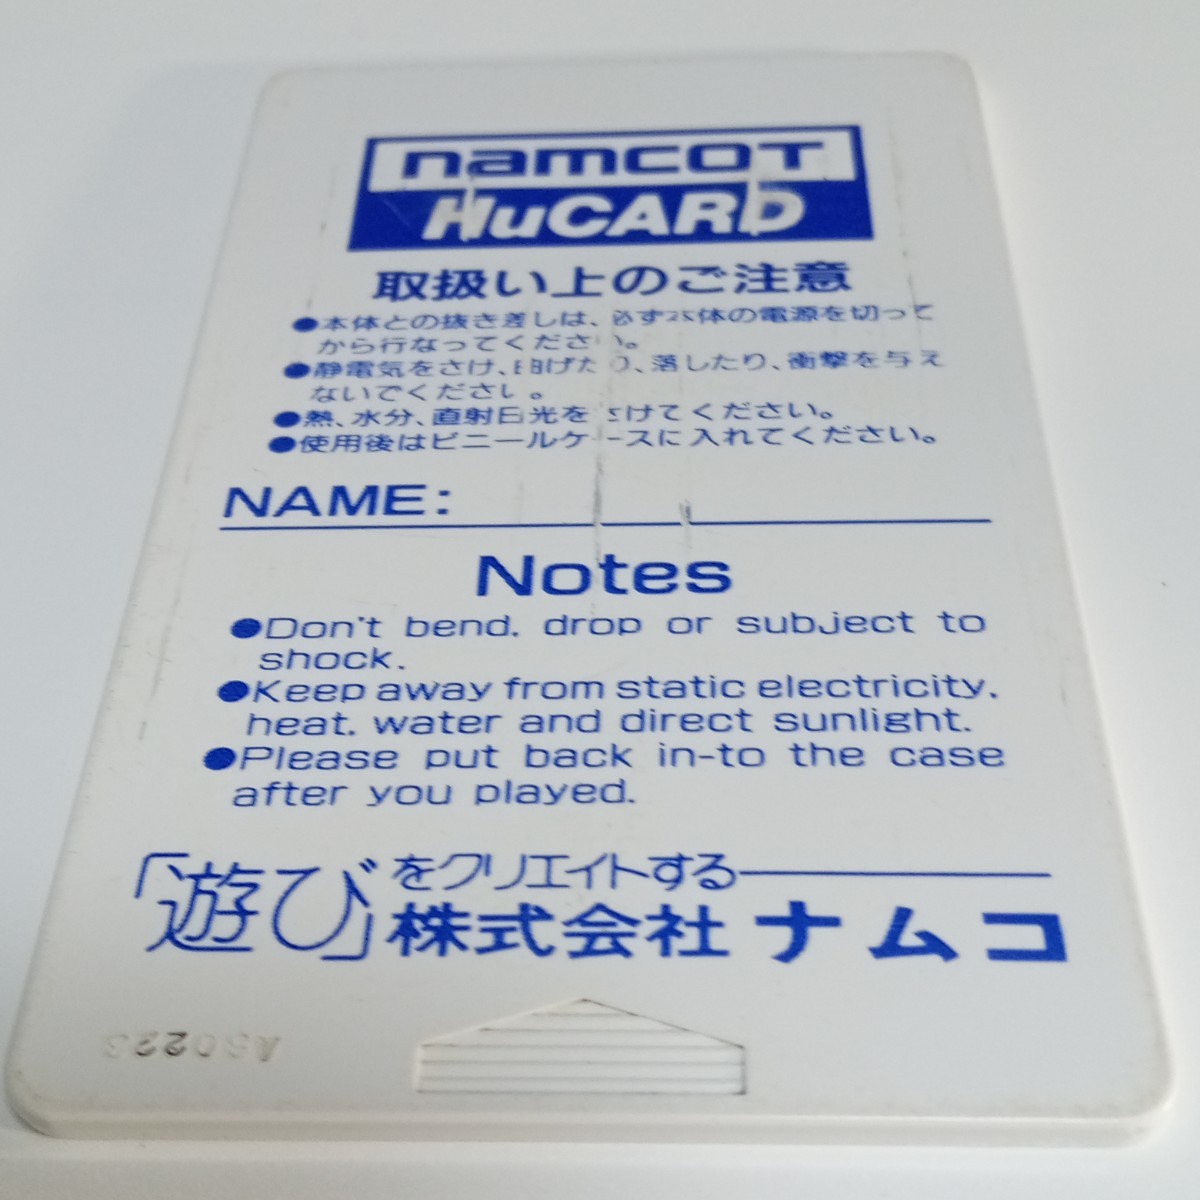 namcot
HuCARD
取扱い上のご注意
●本体との抜き差しは、必ず本体の電源を切って
から行なってください。
●静電気をさけ、曲げたり、落したり、衝撃を与え
ないでください。
●熱、水分、直射日光をさけてください。
●使用後はビニールケースに入れてください。
NAME:
Notes
●Don't bend, drop or subject to
shock.
●Keep away from static electricity,
heat, water and direct sunlight.
●Please put back in-to the case
after you played.
「遊び」をクリエイトする
株式会社ナムコ